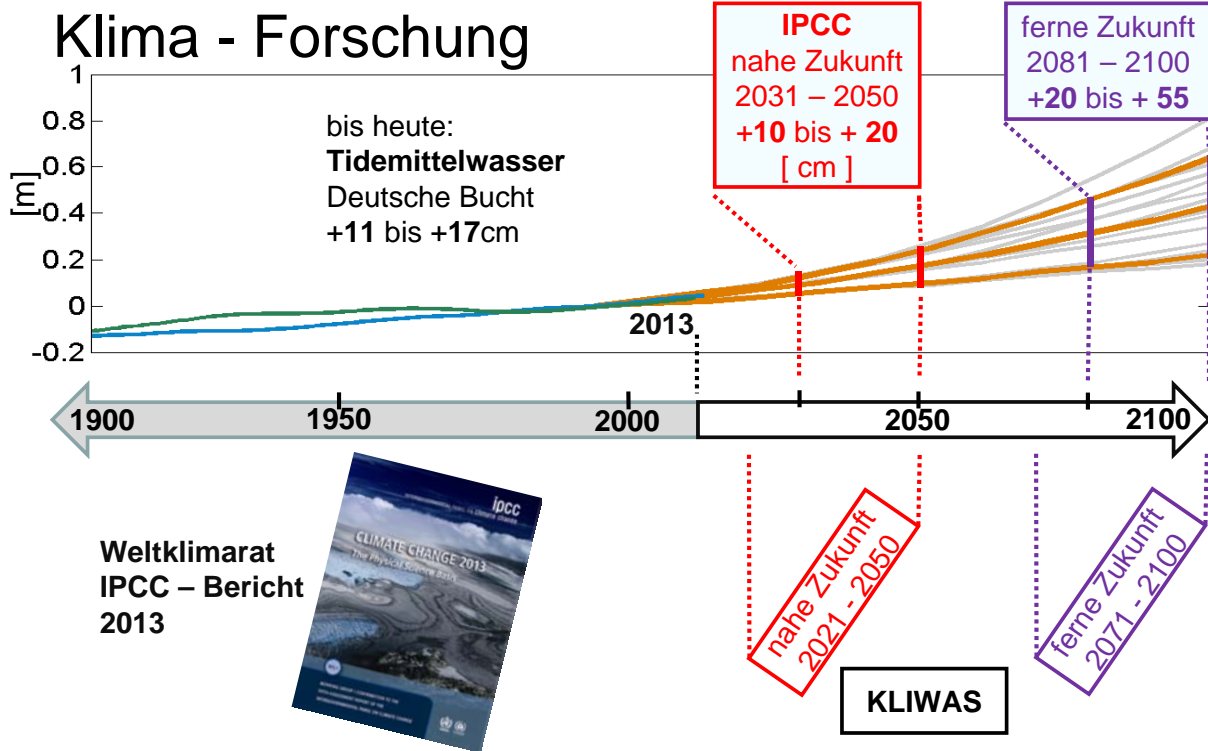 Klima - Forschung
IPCC
nahe Zukunft
2031 – 2050
+10 bis + 20
[ cm ]
ferne Zukunft
2081 – 2100
+20 bis + 55
1
0.8
0.6
0.4
0.2
0
-0.2
[m]
bis heute:
Tidemittelwasser
Deutsche Bucht
+11 bis +17cm
2013
1900
1950
2000
2050
2100
Weltklimarat
IPCC – Bericht
2013
ipcc
CLIMATE CHANGE 2013
The Physical Science Basis
nahe Zukunft
2021 - 2050
ferne Zukunft
2071 - 2100
KLIWAS